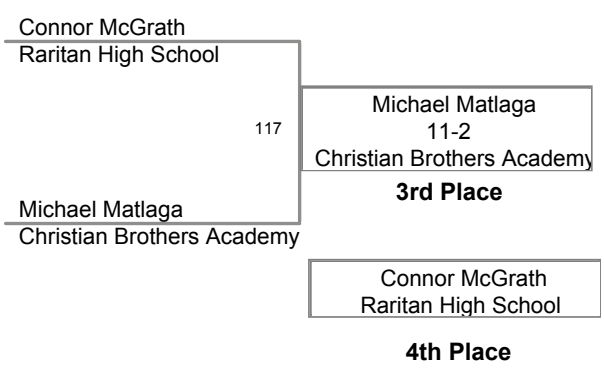 Connor McGrath
Raritan High School
117
Michael Matlaga
11-2
Christian Brothers Academy
3rd Place
Michael Matlaga
Christian Brothers Academy
Connor McGrath
Raritan High School
4th Place